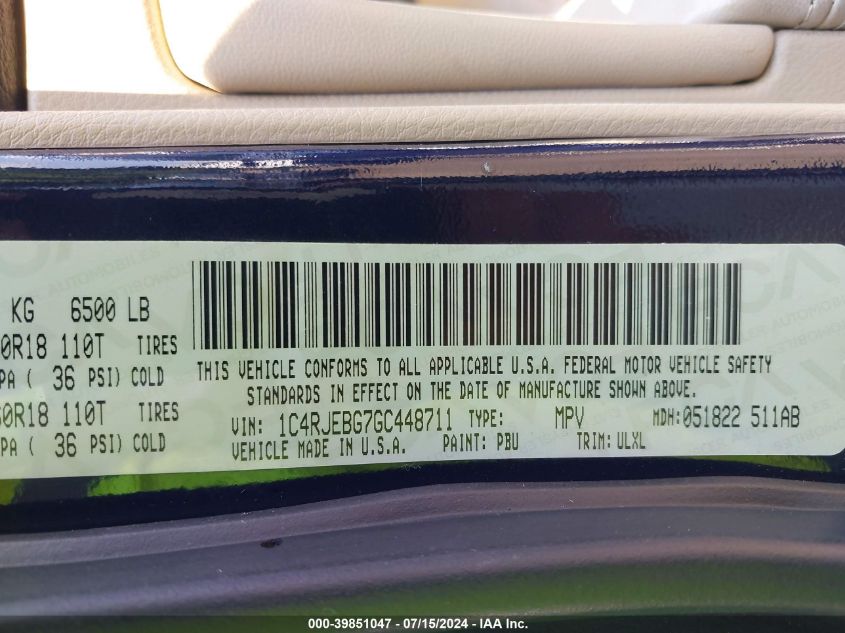 KG 6500 LB
0R18 110T TIRES
PA ( 36 PSI) COLD
60R18 110T TIRES
PA ( 36 PSI) COLD
THIS VEHICLE CONFORMS TO ALL APPLICABLE U.S.A. FEDERAL MOTOR VEHICLE SAFETY
STANDARDS IN EFFECT ON THE DATE OF MANUFACTURE SHOWN ABOVE.
VIN: 1C4RJEBG7GC448711 TYPE: MPV MDH:051822 511AB
VEHICLE MADE IN U.S.A. PAINT: PBU TRIM: ULXL
000-39851047 - 07/15/2024 - IAA Inc.